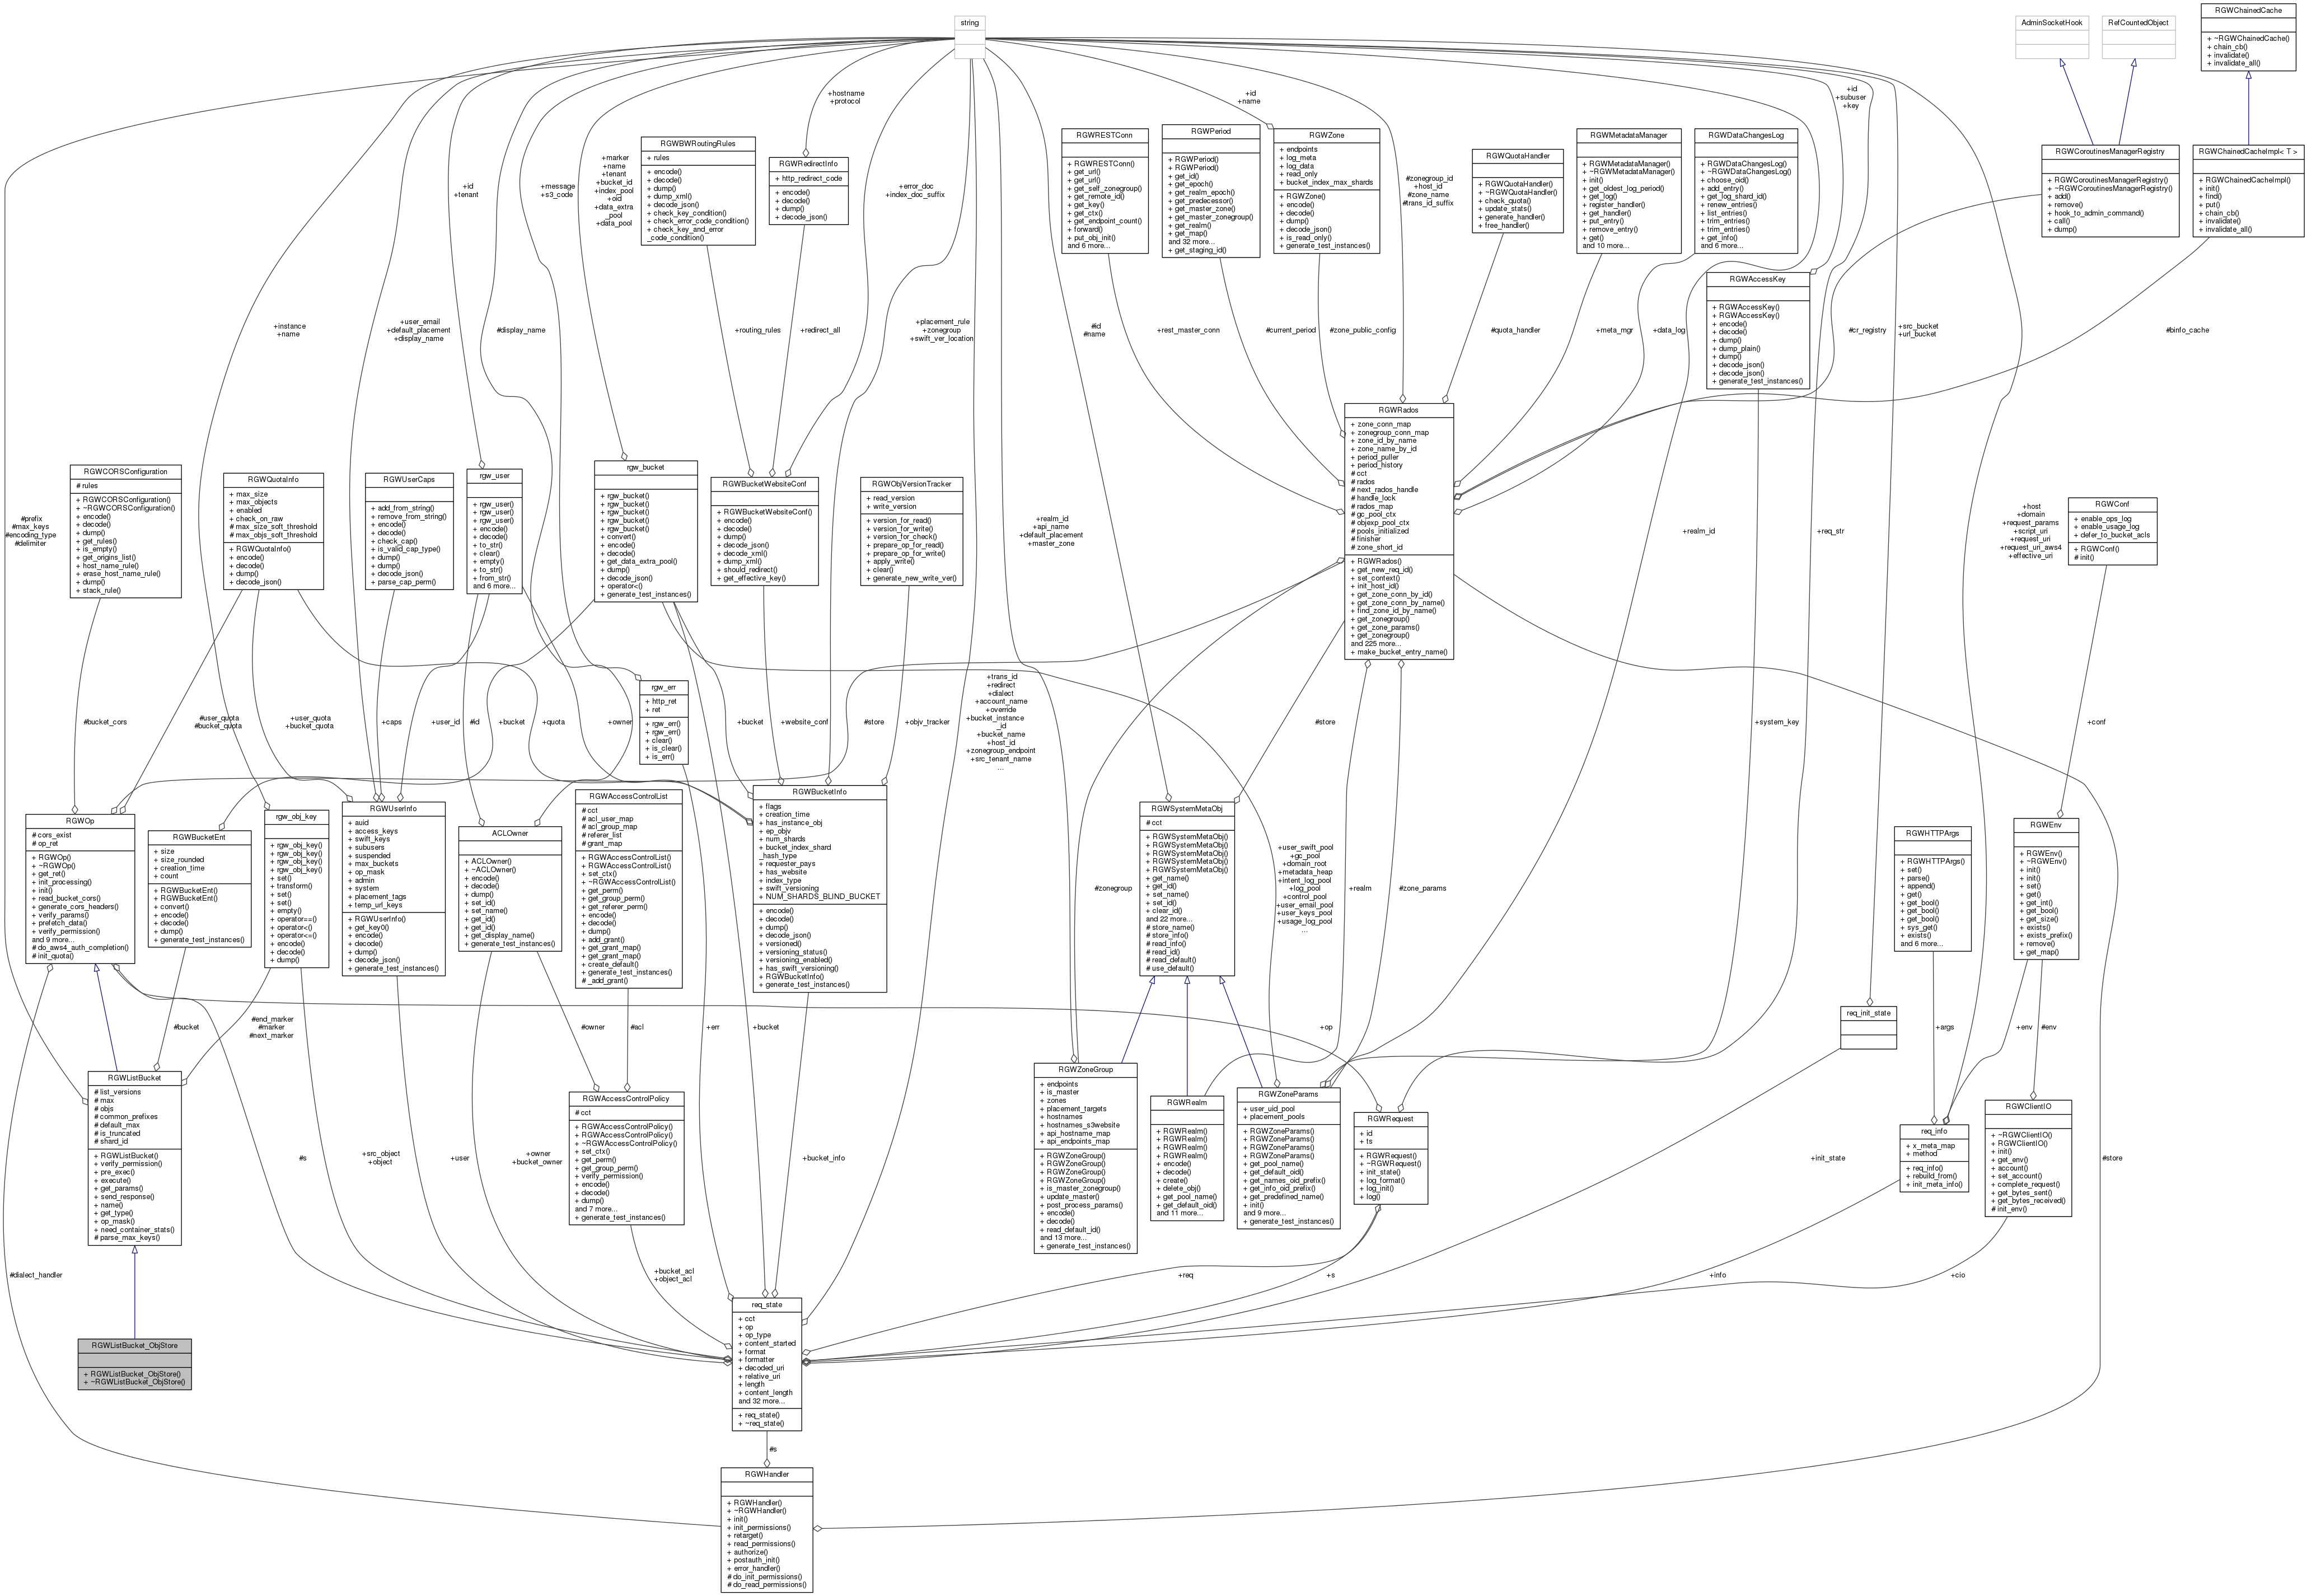 string
AdminSocketHook
RefCountedObject
RGWChainedCache
+ ~RGWChainedCache()
+ chain_cb()
+ invalidate()
+ invalidate_all()
+hostname
+protocol
+id
+name
+id
+subuser
+key
RGWBWRoutingRules
+ rules
+ encode()
+ decode()
+ dump()
+ dump_xml()
+ decode_json()
+ check_key_condition()
+ check_error_code_condition()
+ check_key_and_error
_code_condition()
RGWRedirectInfo
+ http_redirect_code
+ encode()
+ decode()
+ dump()
+ decode_json()
RGWRESTConn
+ RGWRESTConn()
+ get_url()
+ get_url()
+ get_self_zonegroup()
+ get_remote_id()
+ get_key()
+ get_ctx()
+ get_endpoint_count()
+ forward()
+ put_obj_init()
and 6 more...
RGWPeriod
+ RGWPeriod()
+ RGWPeriod()
+ get_id()
+ get_epoch()
+ get_realm_epoch()
+ get_predecessor()
+ get_master_zone()
+ get_master_zonegroup()
+ get_realm()
+ get_map()
and 32 more...
+ get_staging_id()
RGWZone
+ endpoints
+ log_meta
+ log_data
+ read_only
+ bucket_index_max_shards
+ RGWZone()
+ encode()
+ decode()
+ dump()
+ decode_json()
+ is_read_only()
+ generate_test_instances()
#zonegroup_id
+host_id
#zone_name
#trans_id_suffix
RGWQuotaHandler
+ RGWQuotaHandler()
+ ~RGWQuotaHandler()
+ check_quota()
+ update_stats()
+ generate_handler()
+ free_handler()
RGWMetadataManager
+ RGWMetadataManager()
+ ~RGWMetadataManager()
+ init()
+ get_oldest_log_period()
+ get_log()
+ register_handler()
+ get_handler()
+ put_entry()
+ remove_entry()
+ get()
and 10 more...
RGWDataChangesLog
+ RGWDataChangesLog()
+ ~RGWDataChangesLog()
+ choose_oid()
+ add_entry()
+ get_log_shard_id()
+ renew_entries()
+ list_entries()
+ trim_entries()
+ trim_entries()
+ get_info()
and 6 more...
RGWCoroutinesManagerRegistry
+ RGWCoroutinesManagerRegistry()
+ ~RGWCoroutinesManagerRegistry()
+ add()
+ remove()
+ hook_to_admin_command()
+ call()
+ dump()
RGWChainedCacheImpl< T >
+ RGWChainedCacheImpl()
+ init()
+ find()
+ put()
+ chain_cb()
+ invalidate()
+ invalidate_all()
+id
+tenant
+message
+s3_code
+marker
+name
+tenant
+bucket_id
+index_pool
+oid
+data_extra
_pool
+data_pool
+error_doc
+index_doc_suffix
RGWAccessKey
+ RGWAccessKey()
+ RGWAccessKey()
+ encode()
+ decode()
+ dump()
+ dump_plain()
+ dump()
+ decode_json()
+ decode_json()
+ generate_test_instances()
+instance
+name
+user_email
+default_placement
+display_name
#display_name
+routing_rules
+redirect_all
+placement_rule
+zonegroup
+swift_ver_location
#id
#name
+rest_master_conn
#current_period
#zone_public_config
#quota_handler
+meta_mgr
+data_log
#cr_registry
+src_bucket
+url_bucket
#binfo_cache
RGWRados
+ zone_conn_map
+ zonegroup_conn_map
+ zone_id_by_name
+ zone_name_by_id
+ period_puller
+ period_history
# cct
# rados
# next_rados_handle
# handle_lock
# rados_map
# gc_pool_ctx
# objexp_pool_ctx
# pools_initialized
# finisher
# zone_short_id
+ RGWRados()
+ get_new_req_id()
+ set_context()
+ init_host_id()
+ get_zone_conn_by_id()
+ get_zone_conn_by_name()
+ find_zone_id_by_name()
+ get_zonegroup()
+ get_zone_params()
+ get_zonegroup()
and 225 more...
+ make_bucket_entry_name()
#prefix
#max_keys
#encoding_type
#delimiter
RGWCORSConfiguration
# rules
+ RGWCORSConfiguration()
+ RGWCORSConfiguration()
+ ~RGWCORSConfiguration()
+ encode()
+ decode()
+ dump()
+ get_rules()
+ is_empty()
+ get_origins_list()
+ host_name_rule()
+ erase_host_name_rule()
+ dump()
+ stack_rule()
RGWQuotaInfo
+ max_size
+ max_objects
+ enabled
+ check_on_raw
# max_size_soft_threshold
# max_objs_soft_threshold
+ RGWQuotaInfo()
+ encode()
+ decode()
+ dump()
+ decode_json()
RGWUserCaps
+ add_from_string()
+ remove_from_string()
+ encode()
+ decode()
+ check_cap()
+ is_valid_cap_type()
+ dump()
+ dump()
+ decode_json()
+ parse_cap_perm()
rgw_user
+ rgw_user()
+ rgw_user()
+ rgw_user()
+ encode()
+ decode()
+ to_str()
+ clear()
+ empty()
+ to_str()
+ from_str()
and 6 more...
rgw_bucket
+ rgw_bucket()
+ rgw_bucket()
+ rgw_bucket()
+ rgw_bucket()
+ rgw_bucket()
+ convert()
+ encode()
+ decode()
+ get_data_extra_pool()
+ dump()
+ decode_json()
+ operator<()
+ generate_test_instances()
RGWBucketWebsiteConf
+ RGWBucketWebsiteConf()
+ encode()
+ decode()
+ dump()
+ decode_json()
+ decode_xml()
+ dump_xml()
+ should_redirect()
+ get_effective_key()
RGWObjVersionTracker
+ read_version
+ write_version
+ version_for_read()
+ version_for_write()
+ version_for_check()
+ prepare_op_for_read()
+ prepare_op_for_write()
+ apply_write()
+ clear()
+ generate_new_write_ver()
+realm_id
+api_name
+default_placement
+master_zone
+realm_id
+req_str
+host
+domain
+request_params
+script_uri
+request_uri
+request_uri_aws4
+effective_uri
RGWConf
+ enable_ops_log
+ enable_usage_log
+ defer_to_bucket_acls
+ RGWConf()
# init()
rgw_err
+ http_ret
+ ret
+ rgw_err()
+ rgw_err()
+ clear()
+ is_clear()
+ is_err()
#bucket_cors
#user_quota
#bucket_quota
+user_quota
+bucket_quota
+caps
+user_id
#id
+bucket
+quota
+owner
+bucket
+website_conf
#store
+objv_tracker
+trans_id
+redirect
+dialect
+account_name
+override
+bucket_instance
_id
+bucket_name
+host_id
+zonegroup_endpoint
+src_tenant_name
...
#store
+system_key
+conf
RGWOp
# cors_exist
# op_ret
+ RGWOp()
+ ~RGWOp()
+ get_ret()
+ init_processing()
+ init()
+ read_bucket_cors()
+ generate_cors_headers()
+ verify_params()
+ prefetch_data()
+ verify_permission()
and 9 more...
# do_aws4_auth_completion()
# init_quota()
RGWBucketEnt
+ size
+ size_rounded
+ creation_time
+ count
+ RGWBucketEnt()
+ RGWBucketEnt()
+ convert()
+ encode()
+ decode()
+ dump()
+ generate_test_instances()
rgw_obj_key
+ rgw_obj_key()
+ rgw_obj_key()
+ rgw_obj_key()
+ rgw_obj_key()
+ set()
+ transform()
+ set()
+ set()
+ empty()
+ operator==()
+ operator<()
+ operator<=()
+ encode()
+ decode()
+ dump()
RGWUserInfo
+ auid
+ access_keys
+ swift_keys
+ subusers
+ suspended
+ max_buckets
+ op_mask
+ admin
+ system
+ placement_tags
+ temp_url_keys
+ RGWUserInfo()
+ get_key0()
+ encode()
+ decode()
+ dump()
+ decode_json()
+ generate_test_instances()
ACLOwner
+ ACLOwner()
+ ~ACLOwner()
+ encode()
+ decode()
+ dump()
+ set_id()
+ set_name()
+ get_id()
+ get_id()
+ get_display_name()
+ generate_test_instances()
RGWAccessControlList
# cct
# acl_user_map
# acl_group_map
# referer_list
# grant_map
+ RGWAccessControlList()
+ RGWAccessControlList()
+ set_ctx()
+ ~RGWAccessControlList()
+ get_perm()
+ get_group_perm()
+ get_referer_perm()
+ encode()
+ decode()
+ dump()
+ add_grant()
+ get_grant_map()
+ get_grant_map()
+ create_default()
+ generate_test_instances()
# _add_grant()
RGWBucketInfo
+ flags
+ creation_time
+ has_instance_obj
+ ep_objv
+ num_shards
+ bucket_index_shard
_hash_type
+ requester_pays
+ has_website
+ index_type
+ swift_versioning
+ NUM_SHARDS_BLIND_BUCKET
+ encode()
+ decode()
+ dump()
+ decode_json()
+ versioned()
+ versioning_status()
+ versioning_enabled()
+ has_swift_versioning()
+ RGWBucketInfo()
+ generate_test_instances()
RGWSystemMetaObj
# cct
+ RGWSystemMetaObj()
+ RGWSystemMetaObj()
+ RGWSystemMetaObj()
+ RGWSystemMetaObj()
+ RGWSystemMetaObj()
+ get_name()
+ get_id()
+ set_name()
+ set_id()
+ clear_id()
and 22 more...
# store_name()
# store_info()
# read_info()
# read_id()
# read_default()
# use_default()
#zonegroup
+user_swift_pool
+gc_pool
+domain_root
+metadata_heap
+intent_log_pool
+log_pool
+control_pool
+user_email_pool
+user_keys_pool
+usage_log_pool
...
+realm
#zone_params
RGWHTTPArgs
+ RGWHTTPArgs()
+ set()
+ parse()
+ append()
+ get()
+ get_bool()
+ get_bool()
+ get_bool()
+ sys_get()
+ exists()
and 6 more...
RGWEnv
+ RGWEnv()
+ ~RGWEnv()
+ init()
+ init()
+ set()
+ get()
+ get_int()
+ get_bool()
+ get_size()
+ exists()
+ exists_prefix()
+ remove()
+ get_map()
req_init_state
#bucket
#end_marker
#marker
#next_marker
#owner
#acl
+err
+bucket
+op
+args
+env
#env
RGWListBucket
# list_versions
# max
# objs
# common_prefixes
# default_max
# is_truncated
# shard_id
+ RGWListBucket()
+ verify_permission()
+ pre_exec()
+ execute()
+ get_params()
+ send_response()
+ name()
+ get_type()
+ op_mask()
+ need_container_stats()
# parse_max_keys()
RGWAccessControlPolicy
# cct
+ RGWAccessControlPolicy()
+ RGWAccessControlPolicy()
+ ~RGWAccessControlPolicy()
+ set_ctx()
+ get_perm()
+ get_group_perm()
+ verify_permission()
+ encode()
+ decode()
+ dump()
and 7 more...
+ generate_test_instances()
RGWZoneGroup
+ endpoints
+ is_master
+ zones
+ placement_targets
+ hostnames
+ hostnames_s3website
+ api_hostname_map
+ api_endpoints_map
+ RGWZoneGroup()
+ RGWZoneGroup()
+ RGWZoneGroup()
+ RGWZoneGroup()
+ is_master_zonegroup()
+ update_master()
+ post_process_params()
+ encode()
+ decode()
+ read_default_id()
and 13 more...
+ generate_test_instances()
RGWRealm
+ RGWRealm()
+ RGWRealm()
+ RGWRealm()
+ RGWRealm()
+ encode()
+ decode()
+ create()
+ delete_obj()
+ get_pool_name()
+ get_default_oid()
and 11 more...
RGWZoneParams
+ user_uid_pool
+ placement_pools
+ RGWZoneParams()
+ RGWZoneParams()
+ RGWZoneParams()
+ RGWZoneParams()
+ get_pool_name()
+ get_default_oid()
+ get_names_oid_prefix()
+ get_info_oid_prefix()
+ get_predefined_name()
+ init()
and 9 more...
+ generate_test_instances()
RGWRequest
+ id
+ ts
+ RGWRequest()
+ ~RGWRequest()
+ init_state()
+ log_format()
+ log_init()
+ log()
req_info
+ x_meta_map
+ method
+ req_info()
+ rebuild_from()
+ init_meta_info()
RGWClientIO
+ ~RGWClientIO()
+ RGWClientIO()
+ init()
+ get_env()
+ account()
+ set_account()
+ complete_request()
+ get_bytes_sent()
+ get_bytes_received()
# init_env()
#s
+src_object
+object
+user
+owner
+bucket_owner
+bucket_info
+init_state
#store
#dialect_handler
+bucket_acl
+object_acl
+req
+s
+info
+cio
RGWListBucket_ObjStore
+ RGWListBucket_ObjStore()
+ ~RGWListBucket_ObjStore()
req_state
+ cct
+ op
+ op_type
+ content_started
+ format
+ formatter
+ decoded_uri
+ relative_uri
+ length
+ content_length
and 32 more...
+ req_state()
+ ~req_state()
#s
RGWHandler
+ RGWHandler()
+ ~RGWHandler()
+ init()
+ init_permissions()
+ retarget()
+ read_permissions()
+ authorize()
+ postauth_init()
+ error_handler()
# do_init_permissions()
# do_read_permissions()